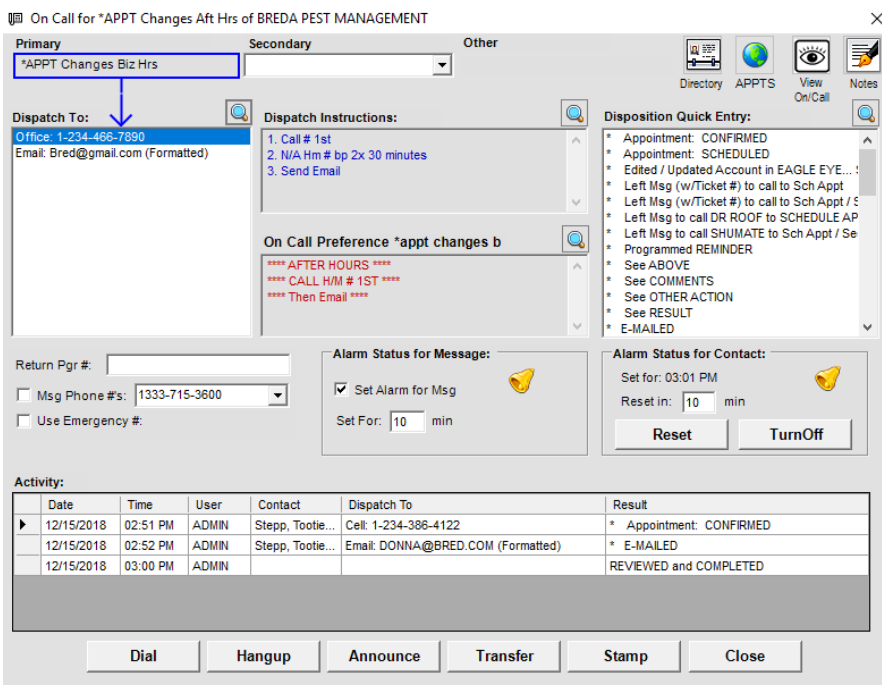 On Call for *APPT Changes Aft Hrs of BREDA PEST MANAGEMENT
Primary Secondary Other
*APPT Changes Biz Hrs
Directory APPTS View On/Call Notes
Dispatch To:
Office: 1-234-466-7890
Email: Bred@gmail.com (Formatted)
Dispatch Instructions:
1. Call # 1st
2. N/A Hm # bp 2x 30 minutes
3. Send Email
On Call Preference *appt changes b
**** AFTER HOURS ****
**** CALL H/M # 1ST ****
**** Then Email ****
Disposition Quick Entry:
* Appointment: CONFIRMED
* Appointment: SCHEDULED
* Edited / Updated Account in EAGLE EYE... S
* Left Msg (w/Ticket #) to call to Sch Appt
* Left Msg (w/Ticket #) to call to Sch Appt / S
* Left Msg to call DR ROOF to SCHEDULE AP
* Left Msg to call SHUMATE to Sch Appt / Se
* Programmed REMINDER
* See ABOVE
* See COMMENTS
* See OTHER ACTION
* See RESULT
* E-MAILED
Return Pgr #:
Msg Phone #'s: 1333-715-3600
Use Emergency #:
Alarm Status for Message:
Set Alarm for Msg
Set For: 10 min
Alarm Status for Contact:
Set for: 03:01 PM
Reset in: 10 min
Reset TurnOff
Activity:
Date Time User Contact Dispatch To Result
12/15/2018 02:51 PM ADMIN Stepp, Tootie... Cell: 1-234-386-4122 * Appointment: CONFIRMED
12/15/2018 02:52 PM ADMIN Stepp, Tootie... Email: DONNA@BRED.COM (Formatted) * E-MAILED
12/15/2018 03:00 PM ADMIN REVIEWED and COMPLETED
Dial Hangup Announce Transfer Stamp Close